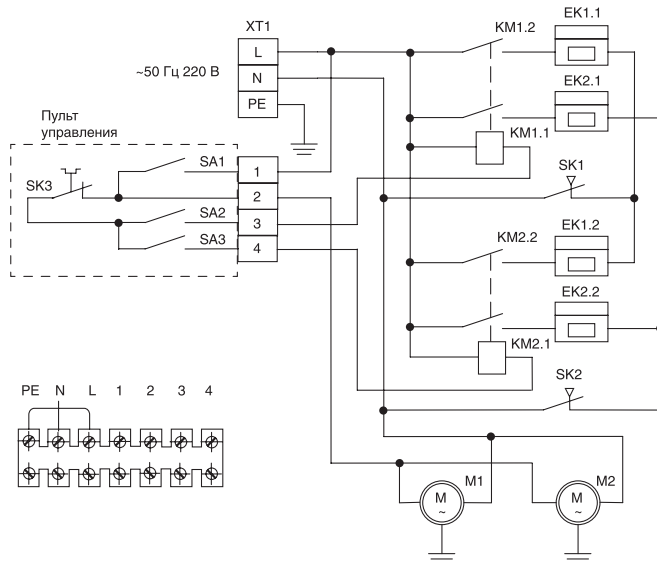 XT1
L
N
PE
~50 Гц 220 В
KM1.2
EK1.1
EK2.1
KM1.1
Пульт
управления
SA1
SK3
SA2
SA3
1
2
3
4
SK1
KM2.2
EK1.2
EK2.2
KM2.1
SK2
PE N L 1 2 3 4
M1
M
~
M2
M
~